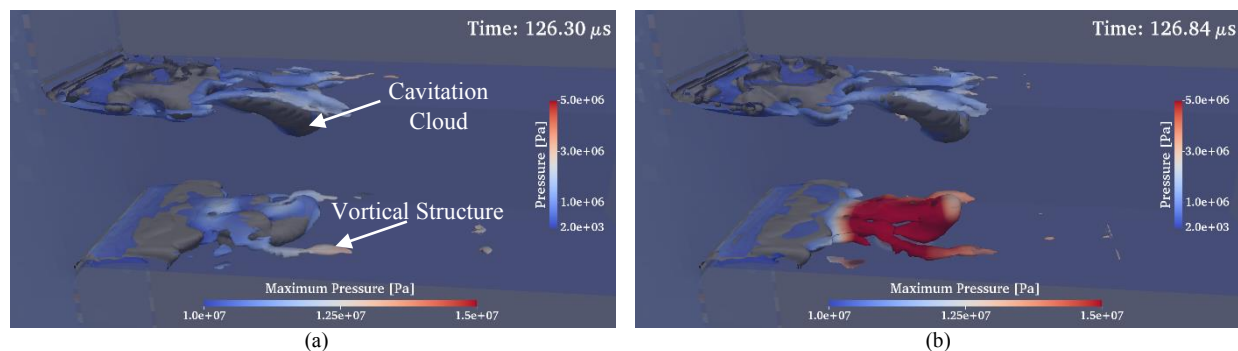 Time: 126.30 μs
Cavitation
Cloud
5.0e+06
3.0e+06
1.0e+06
2.0e+03
Pressure [Pa]
Vortical Structure
Maximum Pressure [Pa]
1.0e+07 1.25e+07 1.5e+07
(a)
Time: 126.84 μs
5.0e+06
3.0e+06
1.0e+06
2.0e+03
Pressure [Pa]
Maximum Pressure [Pa]
1.0e+07 1.25e+07 1.5e+07
(b)